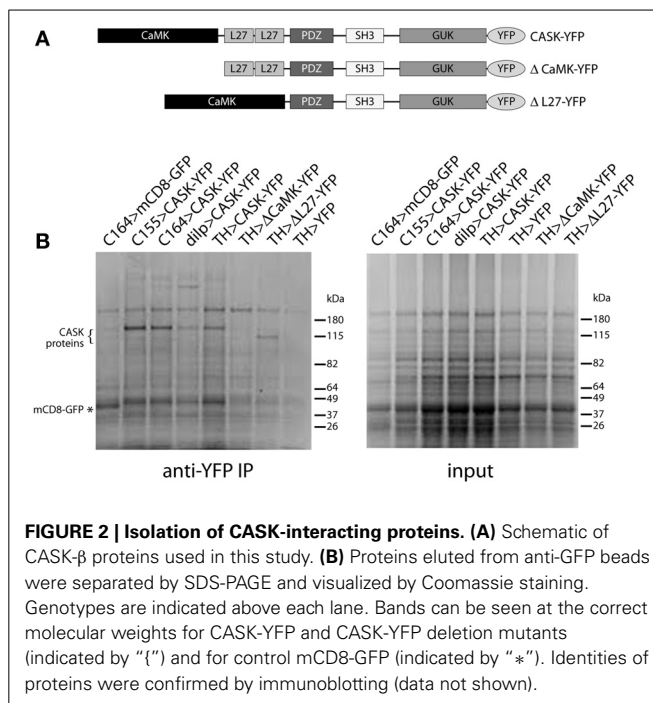 A
CaMK L27 L27 PDZ SH3 GUK YFP CASK-YFP
L27 L27 PDZ SH3 GUK YFP Δ CaMK-YFP
CaMK PDZ SH3 GUK YFP Δ L27-YFP
B
C164>mCD8-GFP
C155>CASK-YFP
C164>CASK-YFP
dilp>CASK-YFP
TH>CASK-YFP
TH>ΔCaMK-YFP
TH>ΔL27-YFP
TH>YFP
kDa
180
115
82
64
49
37
26
CASK
proteins {
mCD8-GFP *
anti-YFP IP
C164>mCD8-GFP
C155>CASK-YFP
C164>CASK-YFP
dilp>CASK-YFP
TH>CASK-YFP
TH>YFP
TH>ΔCaMK-YFP
TH>ΔL27-YFP
kDa
180
115
82
64
49
37
26
input
FIGURE 2 | Isolation of CASK-interacting proteins. (A) Schematic of
CASK-β proteins used in this study. (B) Proteins eluted from anti-GFP beads
were separated by SDS-PAGE and visualized by Coomassie staining.
Genotypes are indicated above each lane. Bands can be seen at the correct
molecular weights for CASK-YFP and CASK-YFP deletion mutants
(indicated by “{”) and for control mCD8-GFP (indicated by “*”). Identities of
proteins were confirmed by immunoblotting (data not shown).